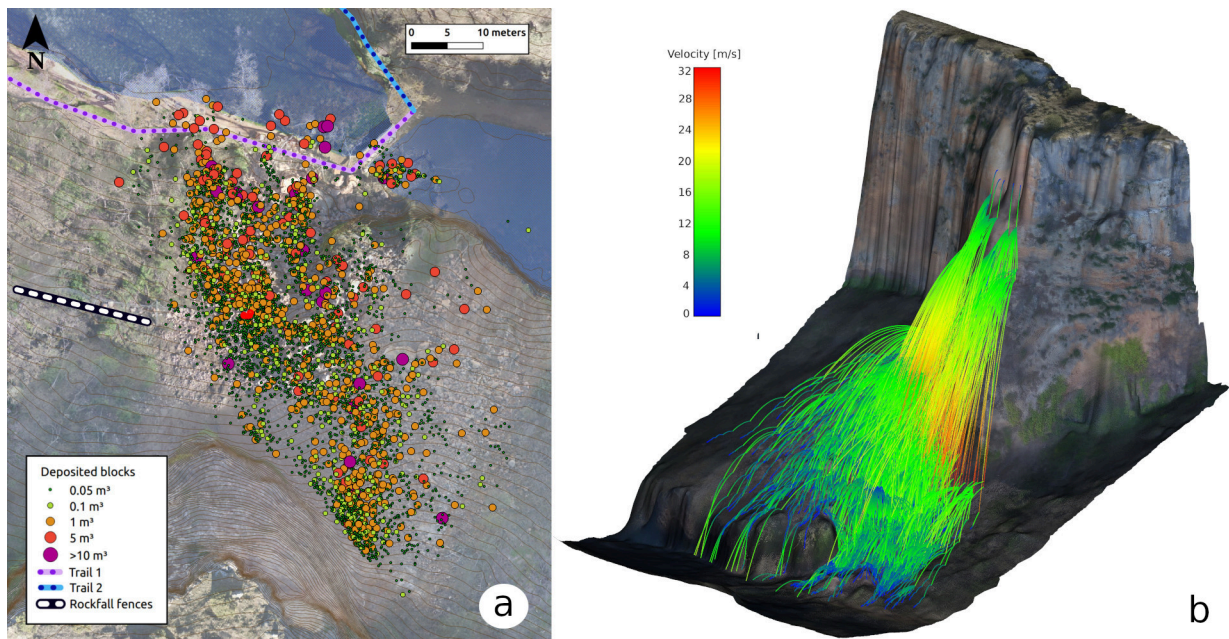 N
0 5 10 meters
Deposited blocks
0.05 m³
0.1 m³
1 m³
5 m³
>10 m³
Trail 1
Trail 2
Rockfall fences
a
Velocity [m/s]
32
28
24
20
16
12
8
4
0
b